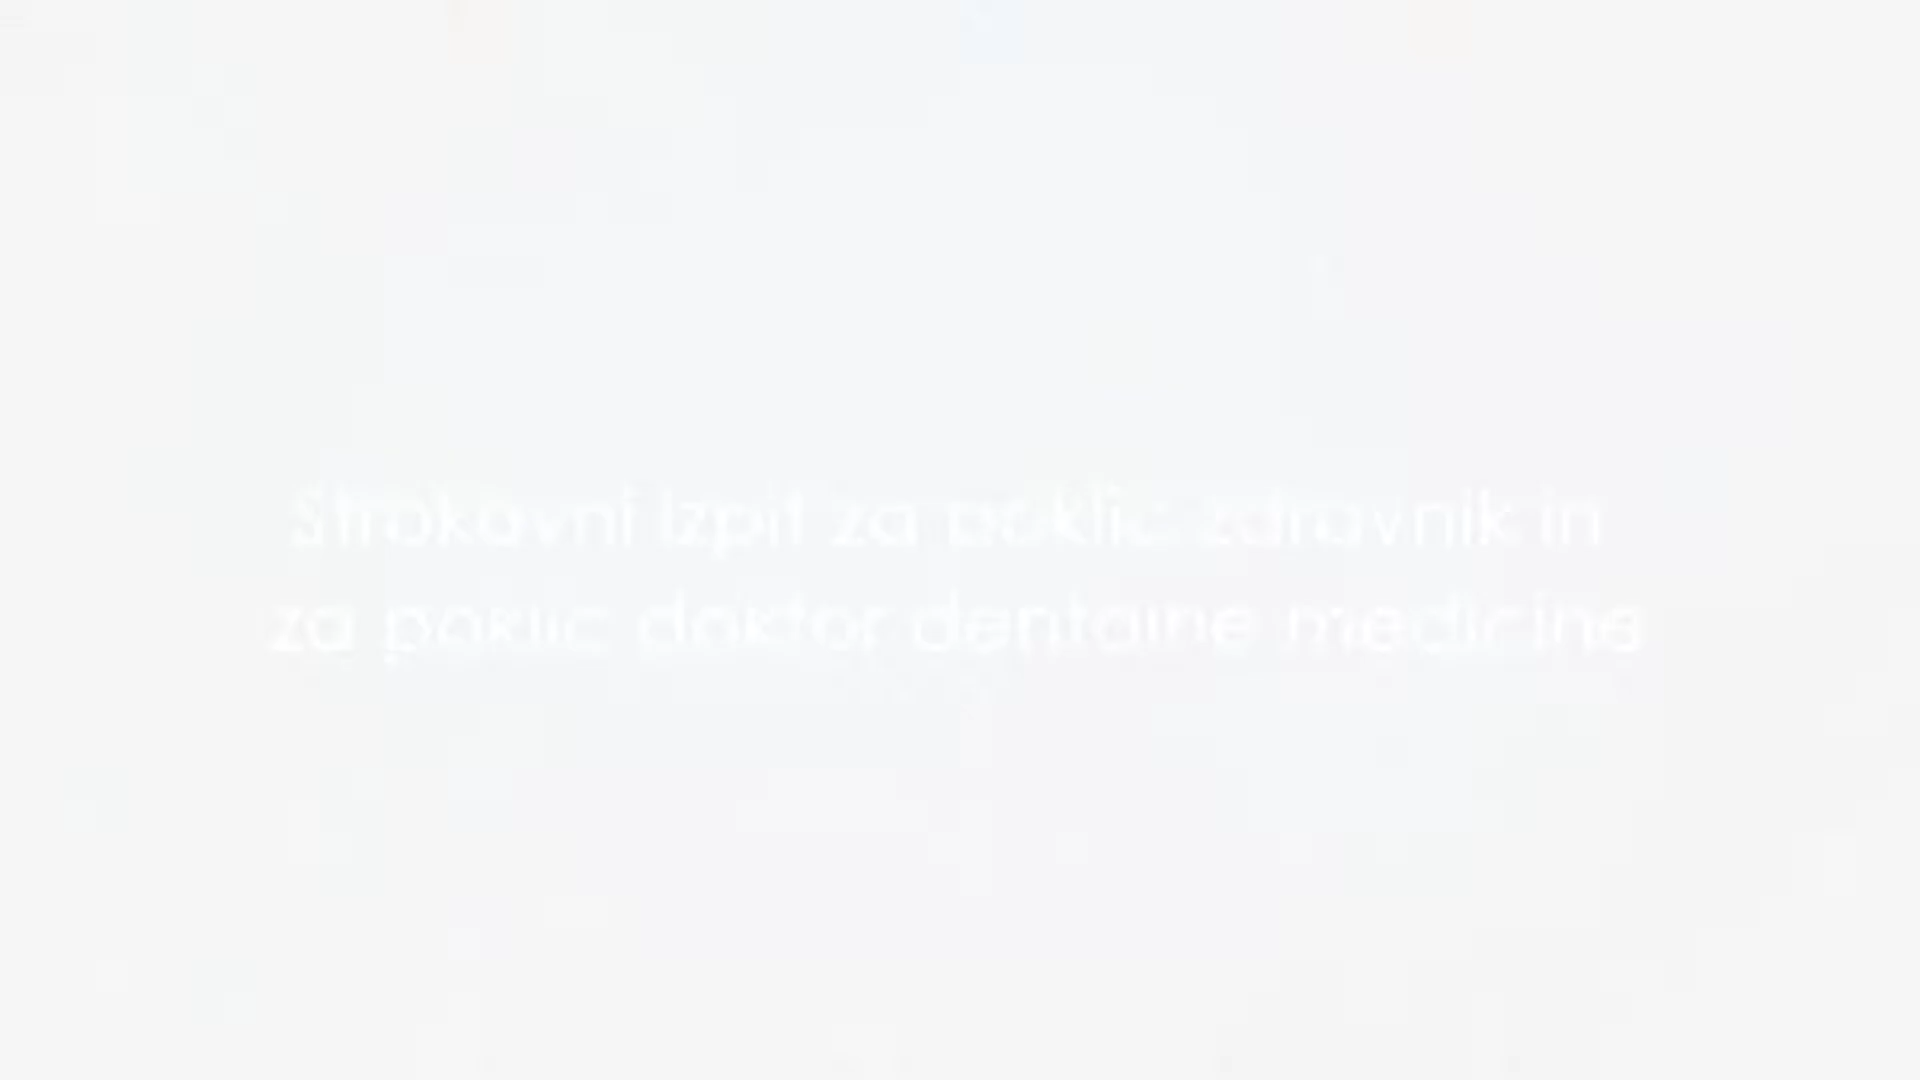 Strokovni izpit za poklic zdravnik in
za poklic doktor dentalne medicine